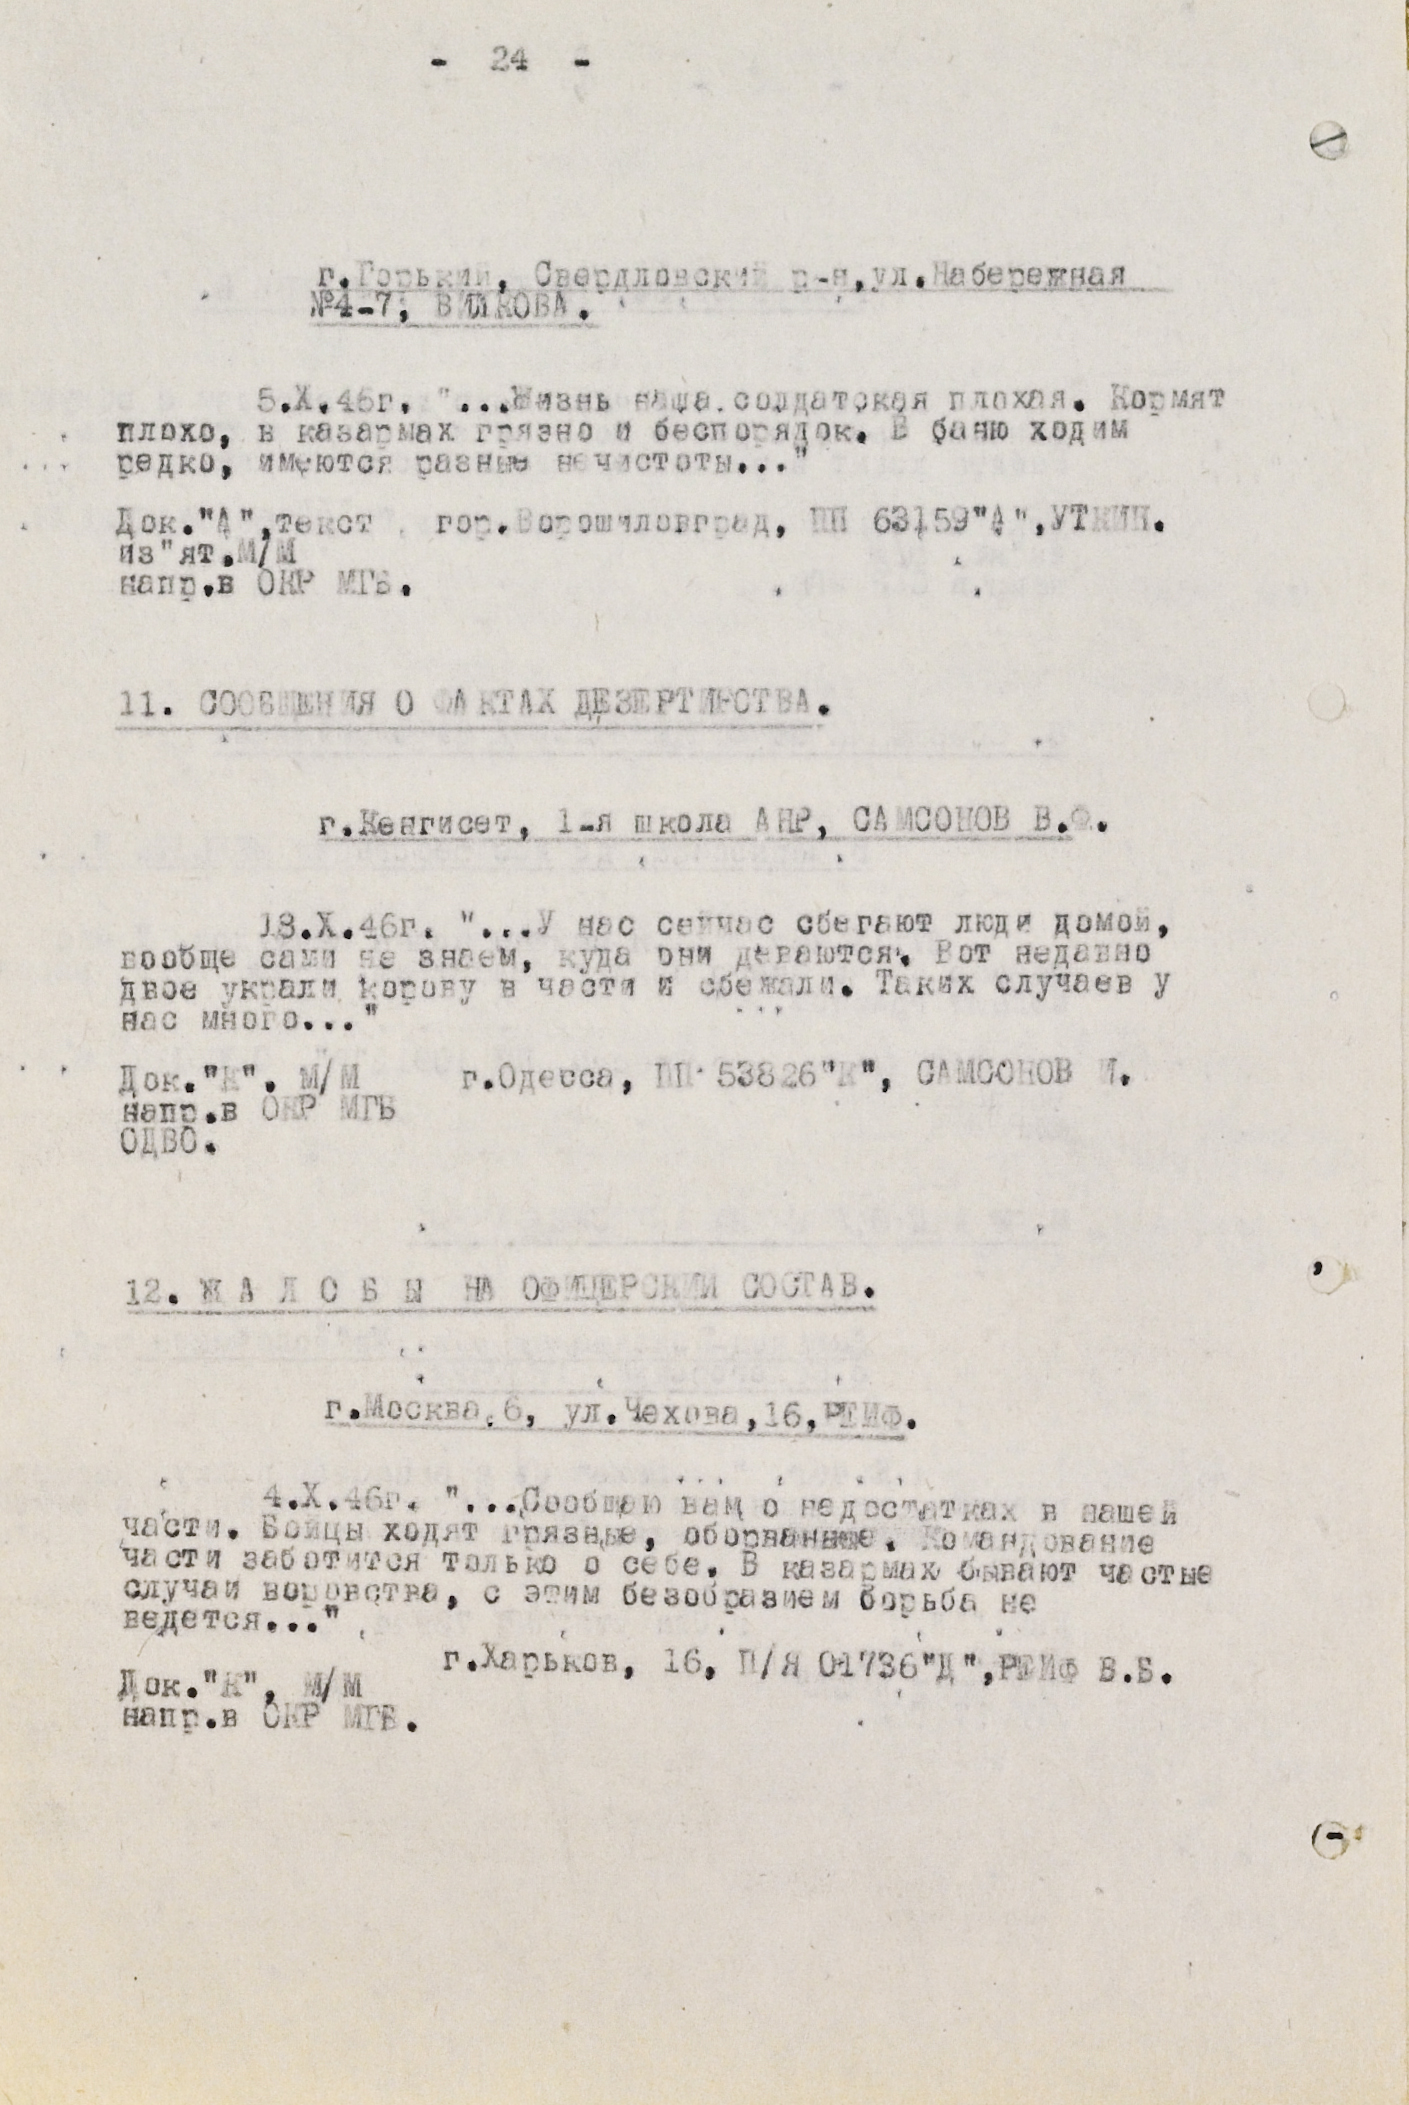 - 24 -
г.Горький, Свердловский р-н,ул.Набережная
№4-7, ВИЛКОВА.
5.X.46г. "...Жизнь наша солдатская плохая. Кормят
плохо, в казармах грязно и беспорядок. В баню ходим
редко, имеются разные нечистоты..."
Док."А",текст гор.Ворошиловград, ПП 63159"А",УТКИН.
из"ят.М/М
напр.в ОКР МГБ.
11. СООБЩЕНИЯ О ФАКТАХ ДЕЗЕРТИРСТВА.
г.Кенгисет, 1-я школа АНР, САМСОНОВ В.Ф.
18.X.46г. "...У нас сейчас сбегают люди домой,
вообще сами не знаем, куда они деваются. Вот недавно
двое украли корову в части и сбежали. Таких случаев у
нас много..."
Док."К". М/М г.Одесса, ПП 53826"К", САМСОНОВ И.
напр.в ОКР МГБ
ОДВО.
12. Ж А Л О Б Ы НА ОФИЦЕРСКИЙ СОСТАВ.
г.Москва,6, ул.Чехова,16,РЕИФ.
4.X.46г. "...Сообщаю вам о недостатках в нашей
части. Бойцы ходят грязные, оборванные. Командование
части заботится только о себе. В казармах бывают частые
случаи воровства, с этим безобразием борьба не
ведется..."
г.Харьков, 16, П/Я 01736"Д",РЕИФ Б.Б.
Док."К", М/М
напр.в ОКР МГБ.